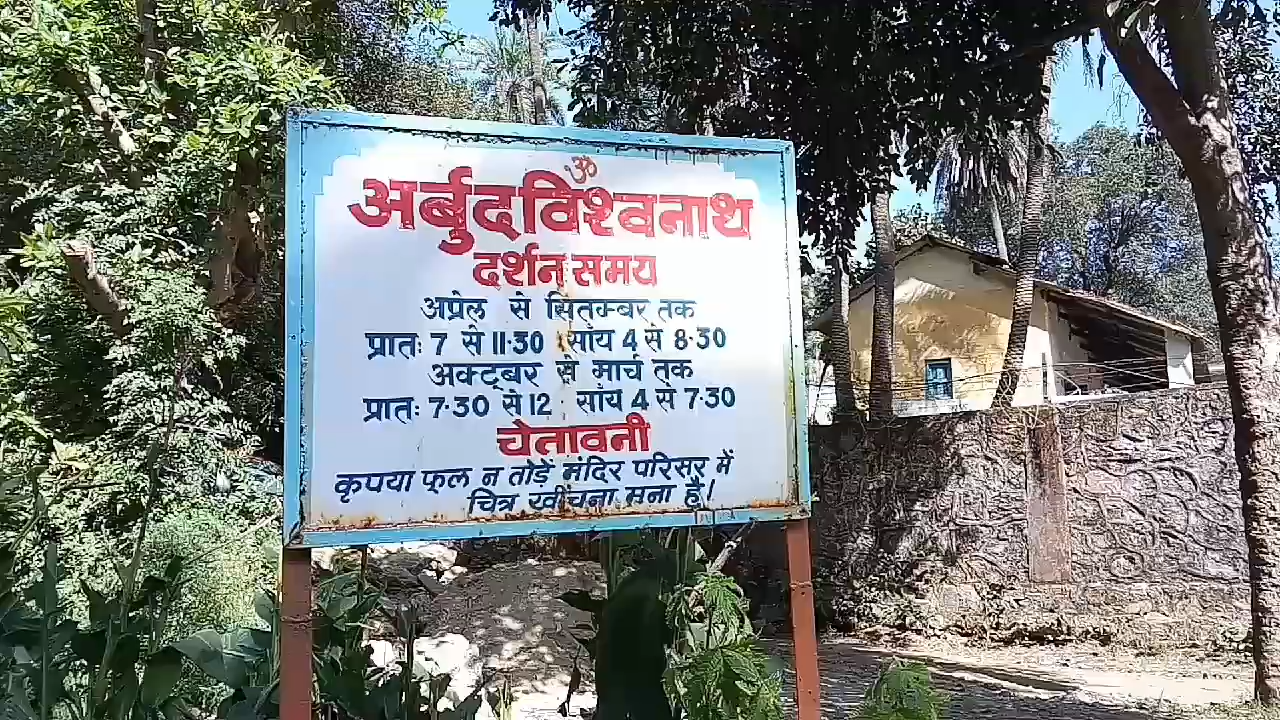 ॐ
अर्बुदविश्वनाथ
दर्शन समय
अप्रेल से सितम्बर तक
प्रातः 7 से 11·30 साँय 4 से 8·30
अक्टूबर से मार्च तक
प्रातः 7·30 से 12 साँय 4 से 7·30
चेतावनी
कृपया फूल न तोड़ें मंदिर परिसर में
चित्र खींचना मना है।